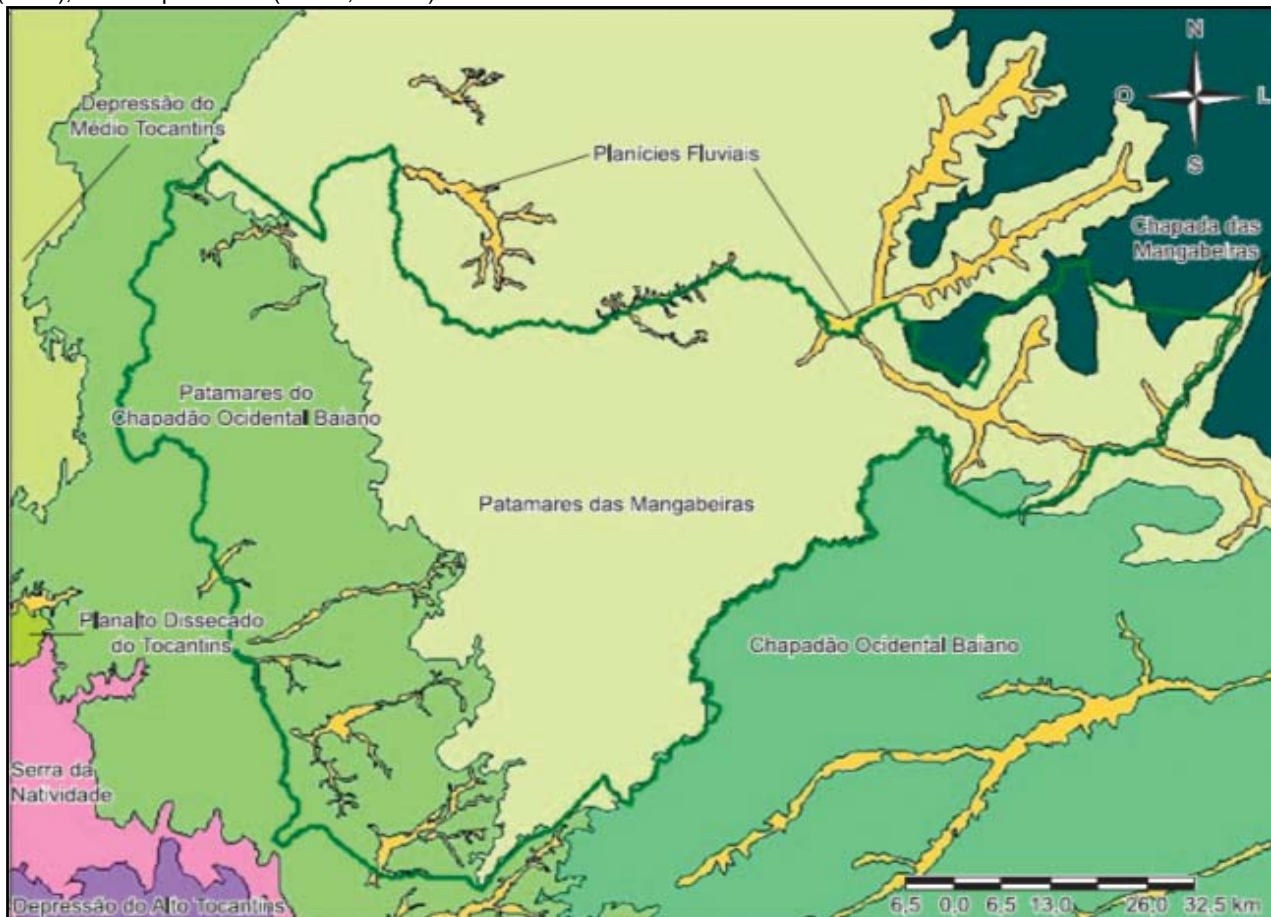 N
O
L
S
Depressão do
Médio Tocantins
Planícies Fluviais
Chapada das
Mangabeiras
Patamares do
Chapadão Ocidental Baiano
Patamares das Mangabeiras
Planalto Dissecado
do Tocantins
Chapadão Ocidental Baiano
Serra da
Natividade
Depressão do Alto Tocantins
6,5 0,0 6,5 13,0 26,0 32,5 km